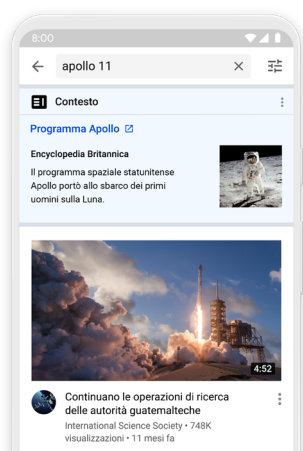 8:00
apollo 11
Contesto
Programma Apollo
Encyclopedia Britannica
Il programma spaziale statunitense
Apollo portò allo sbarco dei primi
uomini sulla Luna.
4:52
Continuano le operazioni di ricerca
delle autorità guatemalteche
International Science Society • 748K
visualizzazioni • 11 mesi fa